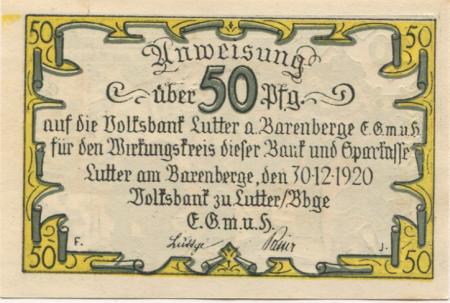 50 50
Anweisung
über 50 Pfg.
auf die Volksbank Lutter a. Barenberge E.G.m.u.H.
für den Wirkungskreis dieser Bank und Sparkasse
Lutter am Barenberge, den 30·12·1920
Volksbank zu Lutter/Bbge
E.G.m.u.H.
F. J.
50 50